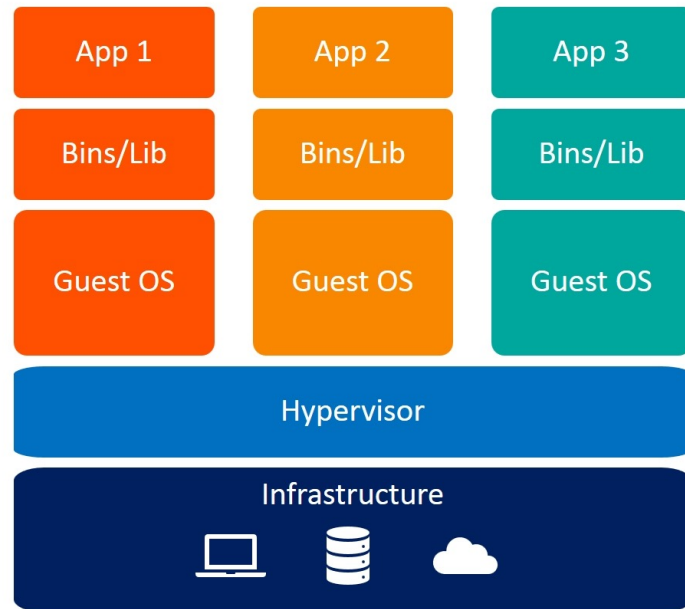 App 1
App 2
App 3
Bins/Lib
Bins/Lib
Bins/Lib
Guest OS
Guest OS
Guest OS
Hypervisor
Infrastructure